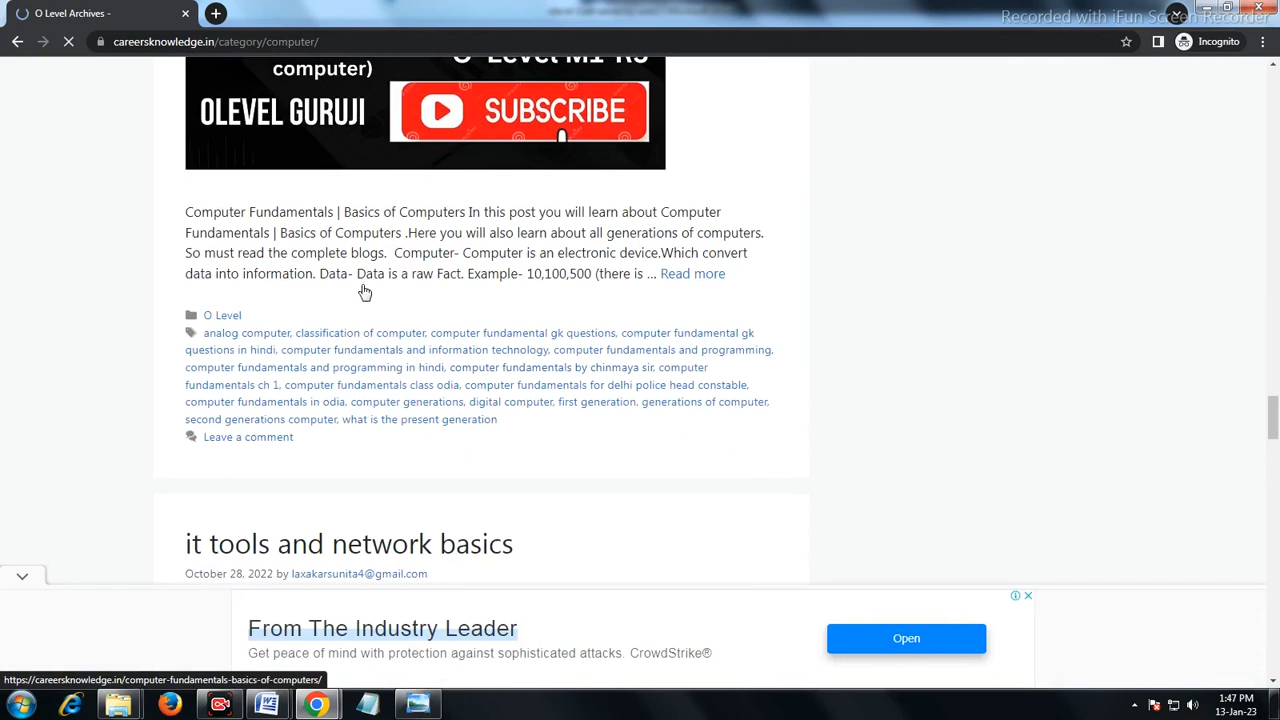 O Level Archives -
Recorded with iFun Screen Recorder
careersknowledge.in/category/computer/
Incognito
computer)
O- Level M1-R5
OLEVEL GURUJI
SUBSCRIBE
Computer Fundamentals | Basics of Computers In this post you will learn about Computer
Fundamentals | Basics of Computers .Here you will also learn about all generations of computers.
So must read the complete blogs.  Computer- Computer is an electronic device.Which convert
data into information. Data- Data is a raw Fact. Example- 10,100,500 (there is ... Read more
O Level
analog computer, classification of computer, computer fundamental gk questions, computer fundamental gk
questions in hindi, computer fundamentals and information technology, computer fundamentals and programming,
computer fundamentals and programming in hindi, computer fundamentals by chinmaya sir, computer
fundamentals ch 1, computer fundamentals class odia, computer fundamentals for delhi police head constable,
computer fundamentals in odia, computer generations, digital computer, first generation, generations of computer,
second generations computer, what is the present generation
Leave a comment
it tools and network basics
October 28, 2022 by laxakarsunita4@gmail.com
From The Industry Leader
Get peace of mind with protection against sophisticated attacks. CrowdStrike®
Open
https://careersknowledge.in/computer-fundamentals-basics-of-computers/
1:47 PM
13-Jan-23